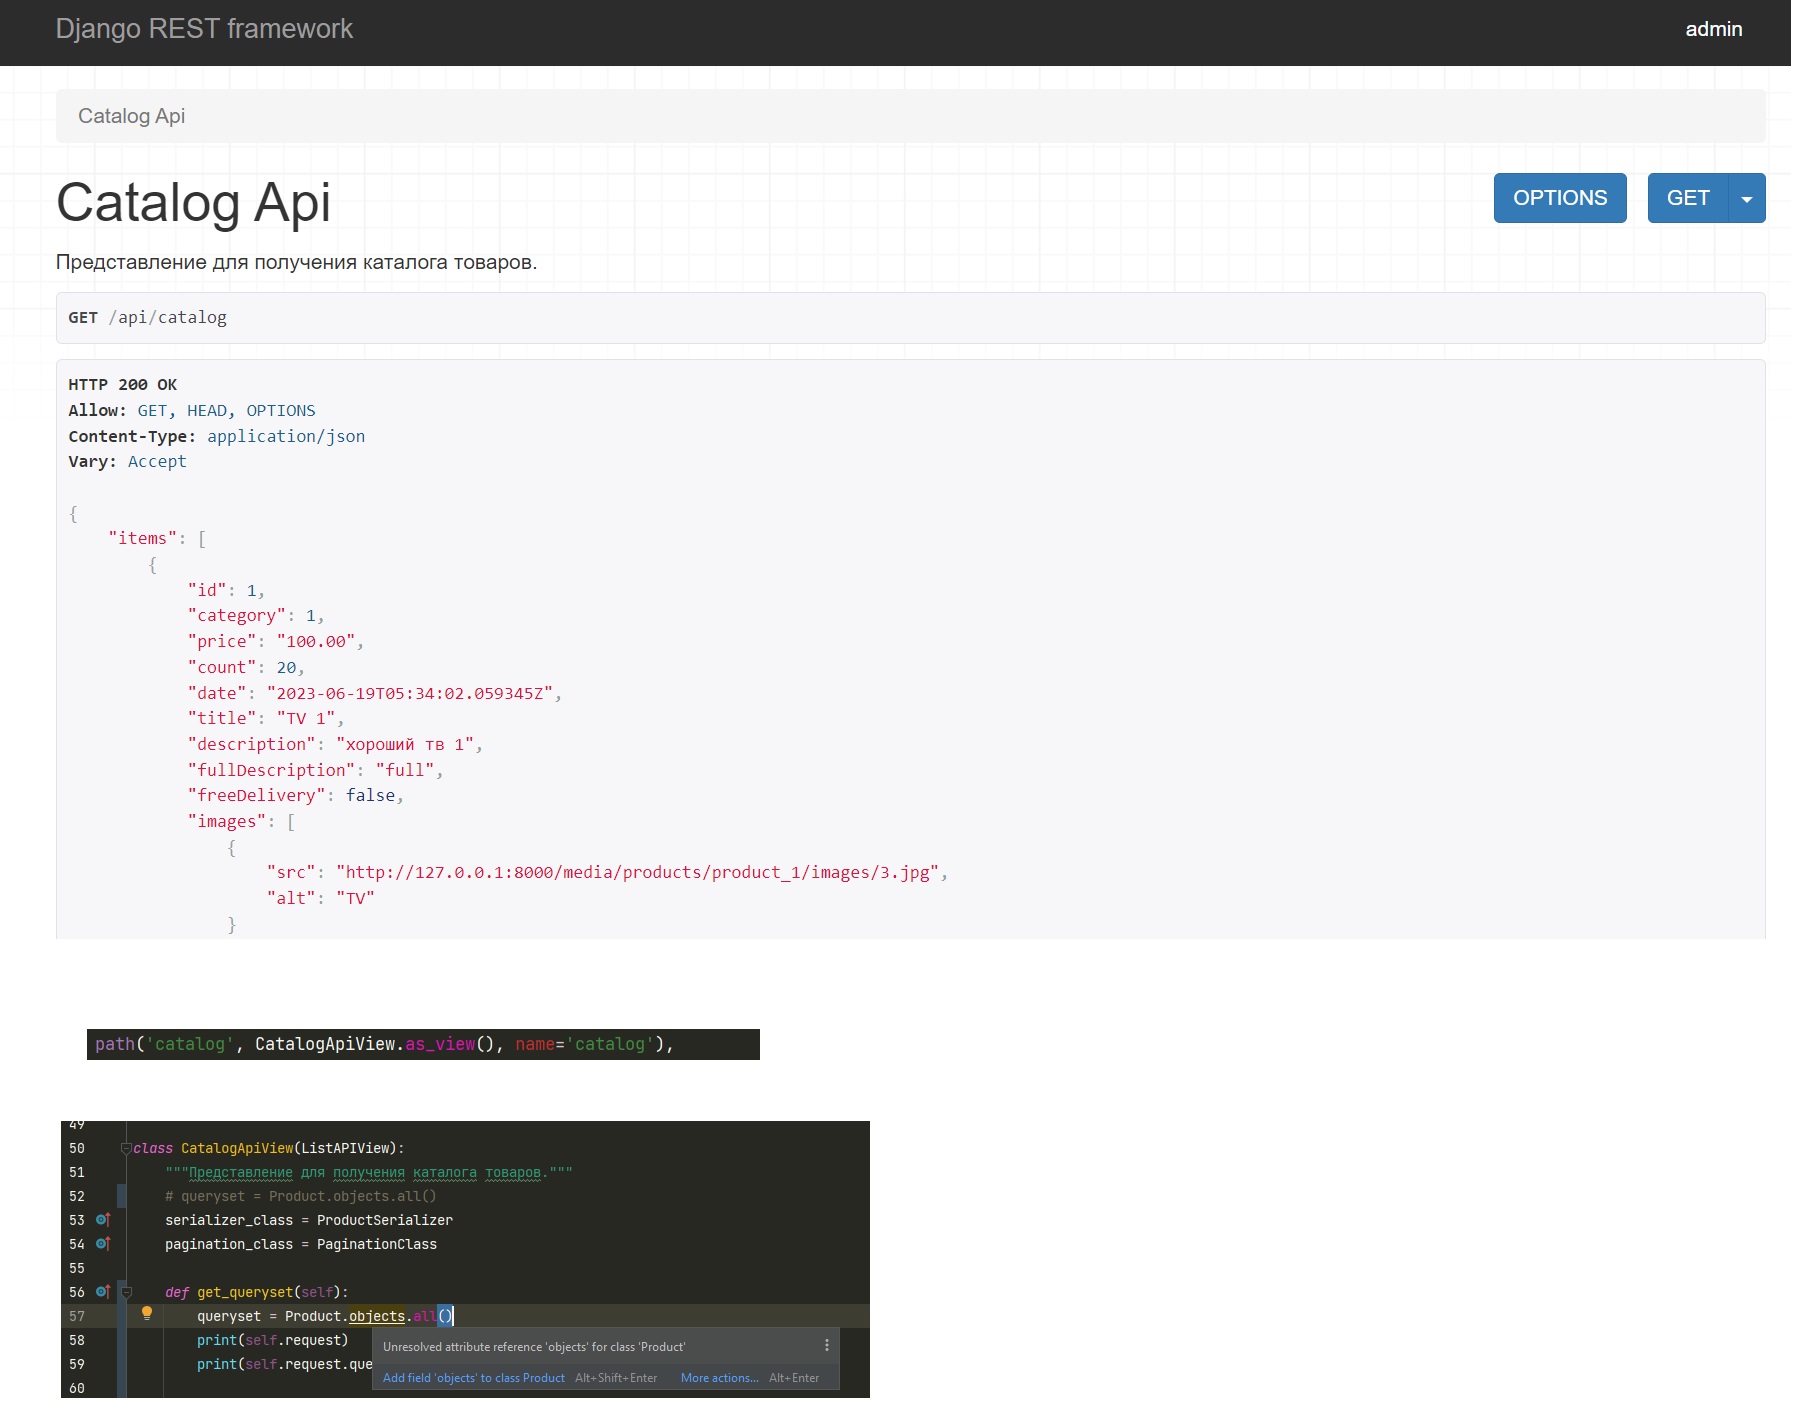 Django REST framework
admin
Catalog Api
Catalog Api
OPTIONS
GET
Представление для получения каталога товаров.
GET /api/catalog
HTTP 200 OK
Allow: GET, HEAD, OPTIONS
Content-Type: application/json
Vary: Accept
{
"items": [
{
"id": 1,
"category": 1,
"price": "100.00",
"count": 20,
"date": "2023-06-19T05:34:02.059345Z",
"title": "TV 1",
"description": "хороший тв 1",
"fullDescription": "full",
"freeDelivery": false,
"images": [
{
"src": "http://127.0.0.1:8000/media/products/product_1/images/3.jpg",
"alt": "TV"
}
path('catalog', CatalogApiView.as_view(), name='catalog'),
49
50 class CatalogApiView(ListAPIView):
51 """Представление для получения каталога товаров."""
52 # queryset = Product.objects.all()
53 serializer_class = ProductSerializer
54 pagination_class = PaginationClass
55
56 def get_queryset(self):
57 queryset = Product.objects.all()
58 print(self.request)
Unresolved attribute reference 'objects' for class 'Product'
59 print(self.request.que
Add field 'objects' to class Product Alt+Shift+Enter More actions... Alt+Enter
60